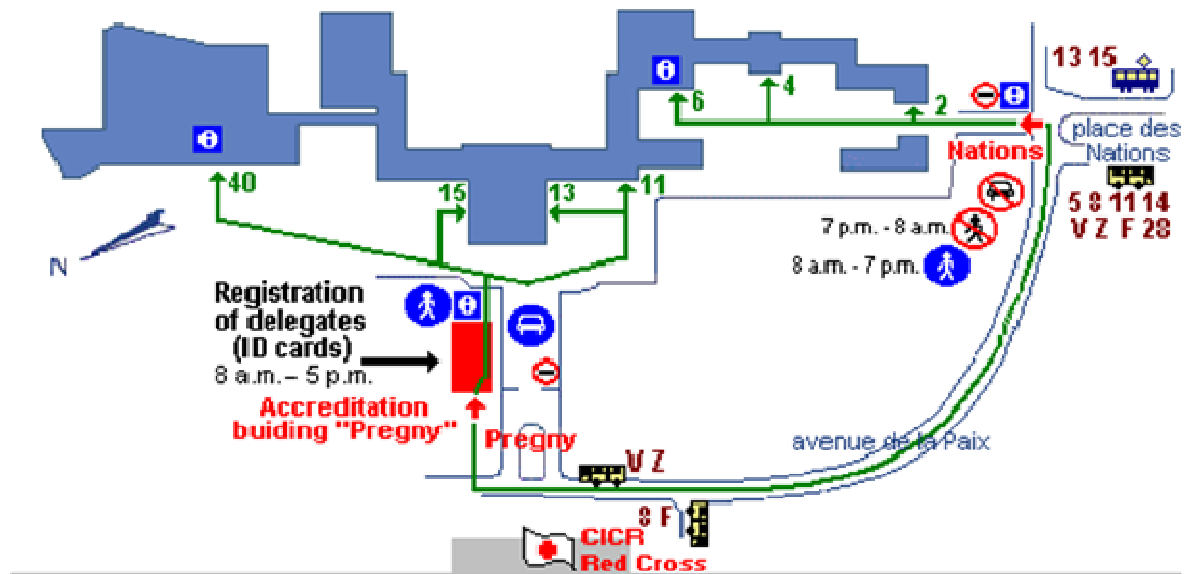 13 15
6
4
2
place des
Nations
Nations
40
15
13
11
5 8 11 14
V Z F 28
7 p.m. - 8 a.m.
8 a.m. - 7 p.m.
N
Registration
of delegates
(ID cards)
8 a.m. – 5 p.m.
Accreditation
buiding "Pregny"
Pregny
avenue de la Paix
V Z
8 F
CICR
Red Cross